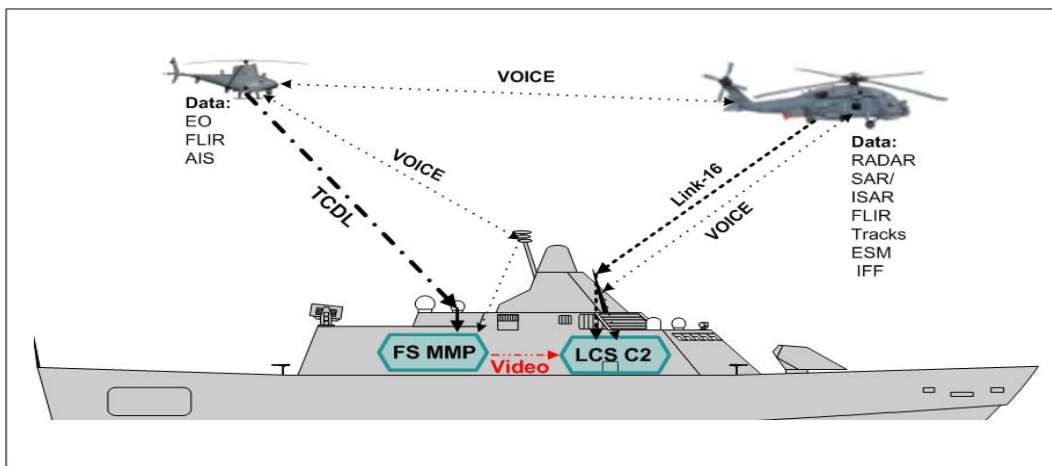 VOICE
Data:
EO
FLIR
AIS
VOICE
TCDL
Link-16
VOICE
Data:
RADAR
SAR/
ISAR
FLIR
Tracks
ESM
IFF
FS MMP
Video
LCS C2